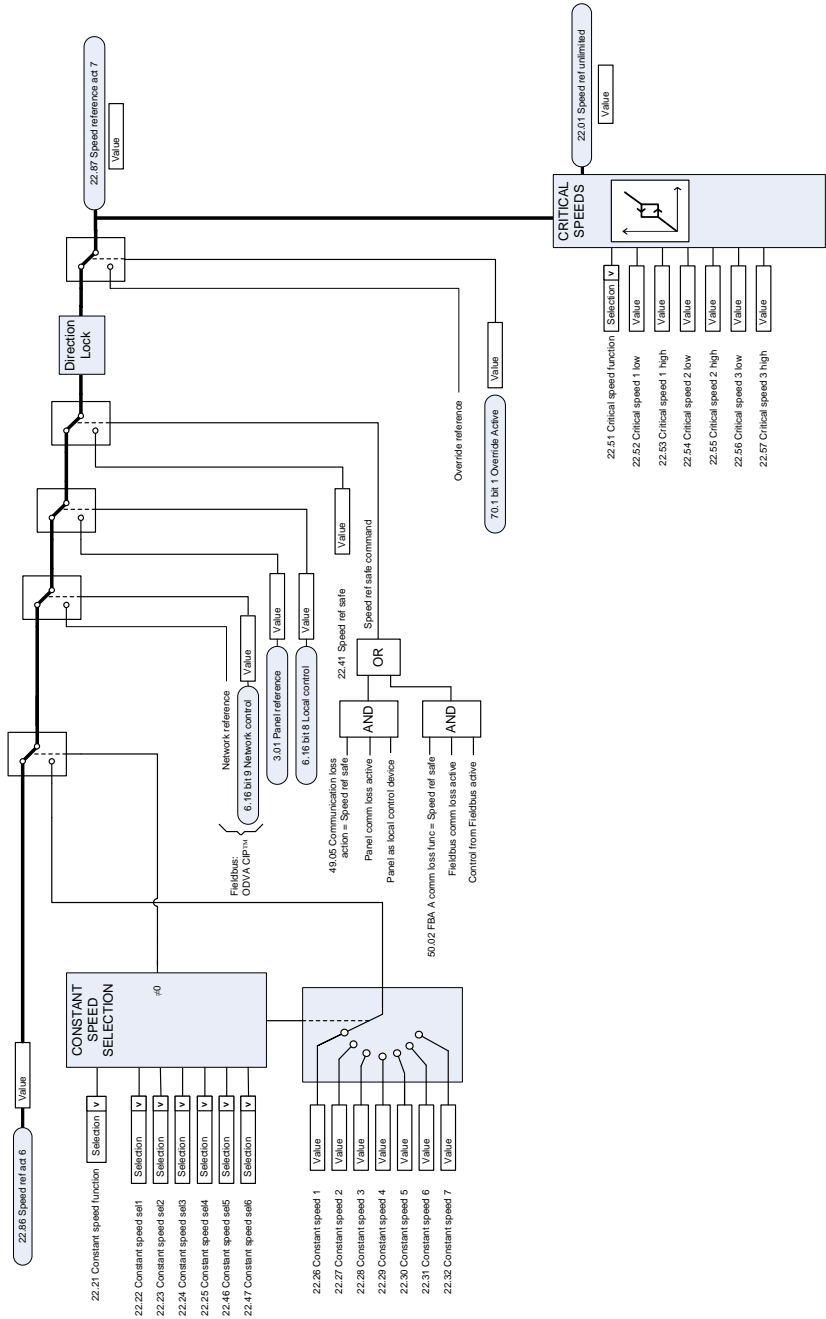 22.86 Speed ref act 6
Value
22.21 Constant speed function
Selection
v
22.22 Constant speed sel1
Selection
v
22.23 Constant speed sel2
Selection
v
22.24 Constant speed sel3
Selection
v
22.25 Constant speed sel4
Selection
v
22.46 Constant speed sel5
Selection
v
22.47 Constant speed sel6
Selection
v
CONSTANT
SPEED
SELECTION
≠0
22.26 Constant speed 1
Value
22.27 Constant speed 2
Value
22.28 Constant speed 3
Value
22.29 Constant speed 4
Value
22.30 Constant speed 5
Value
22.31 Constant speed 6
Value
22.32 Constant speed 7
Value
Network reference
Fieldbus:
ODVA CIP™
6.16 bit 9 Network control
Value
3.01 Panel reference
Value
6.16 bit 8 Local control
Value
22.41 Speed ref safe
Value
49.05 Communication loss
action = Speed ref safe
Panel comm loss active
Panel as local control device
AND
OR
Speed ref safe command
50.02 FBA A comm loss func = Speed ref safe
Fieldbus comm loss active
Control from Fieldbus active
AND
Direction
Lock
Override reference
70.1 bit 1 Override Active
Value
22.87 Speed reference act 7
Value
22.51 Critical speed function
Selection
v
22.52 Critical speed 1 low
Value
22.53 Critical speed 1 high
Value
22.54 Critical speed 2 low
Value
22.55 Critical speed 2 high
Value
22.56 Critical speed 3 low
Value
22.57 Critical speed 3 high
Value
CRITICAL
SPEEDS
22.01 Speed ref unlimited
Value